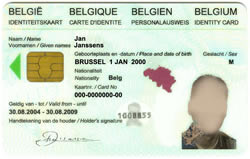 BELGIË BELGIQUE BELGIEN BELGIUM
IDENTITEITSKAART CARTE D'IDENTITE PERSONALAUSWEIS IDENTITY CARD
Naam / Name Jan
Voornamen / Given names Janssens
Geboorteplaats en -datum / Place and date of birth Geslacht / Sex
BRUSSEL 1 JAN 2000 M
Nationaliteit
Nationality Belg
Kaartnr. / Card No
000-0000000-00
Geldig van - tot / Valid from - until
30.08.2004 - 30.08.2009
Handtekening van de houder / Holder's signature